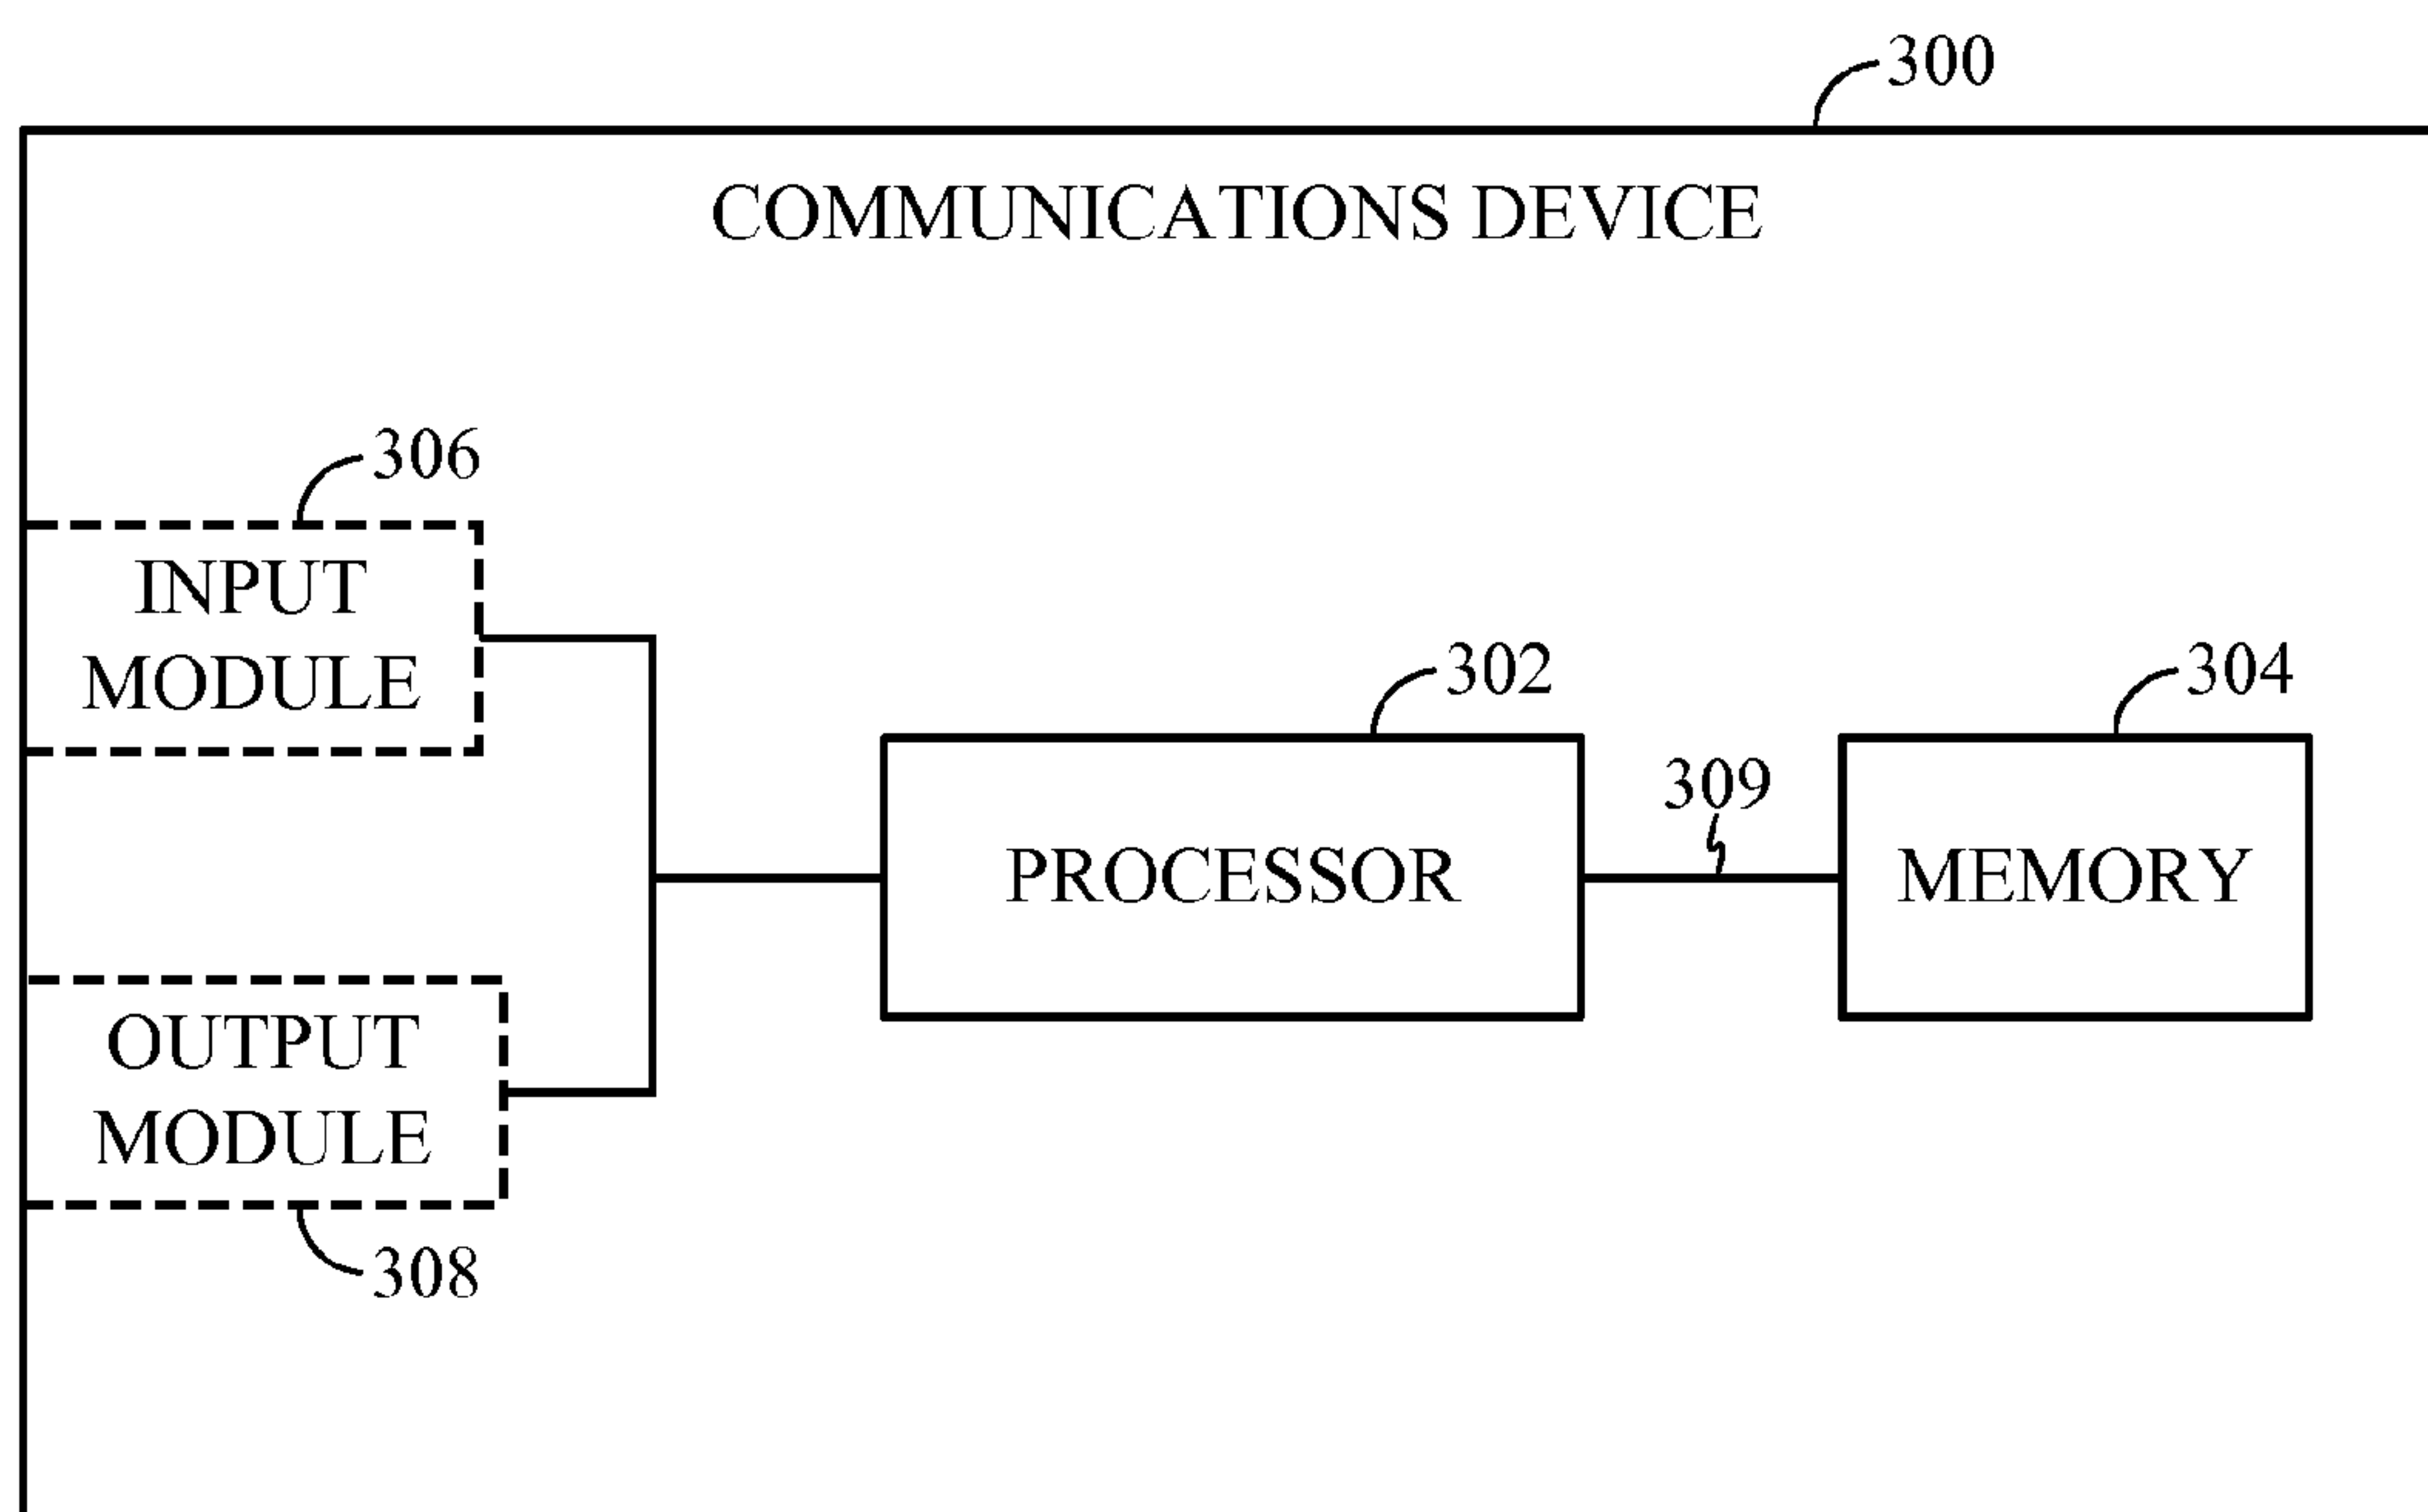 300
COMMUNICATIONS DEVICE
306
INPUT
MODULE
302
304
309
PROCESSOR
MEMORY
OUTPUT
MODULE
308